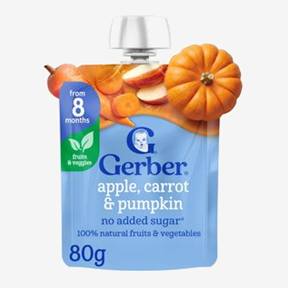 from
8
months
fruits
& veggies
G
Gerber®
apple, carrot
& pumpkin
no added sugar*
100% natural fruits & vegetables
80g